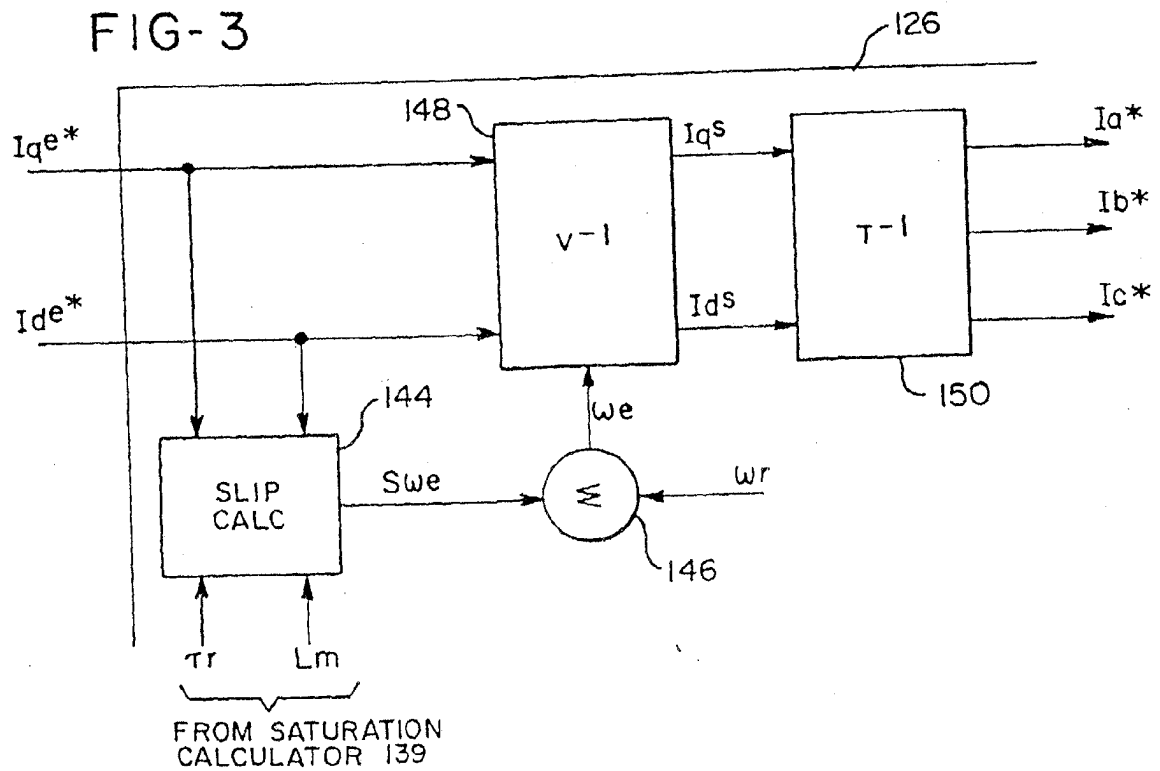 FIG-3
126
148
Iqe*
Iqs
Ia*
V-1
T-1
Ib*
Ide*
Ids
Ic*
144
ωe
150
SLIP
CALC
Sωe
Σ
ωr
146
τr
Lm
FROM SATURATION
CALCULATOR 139